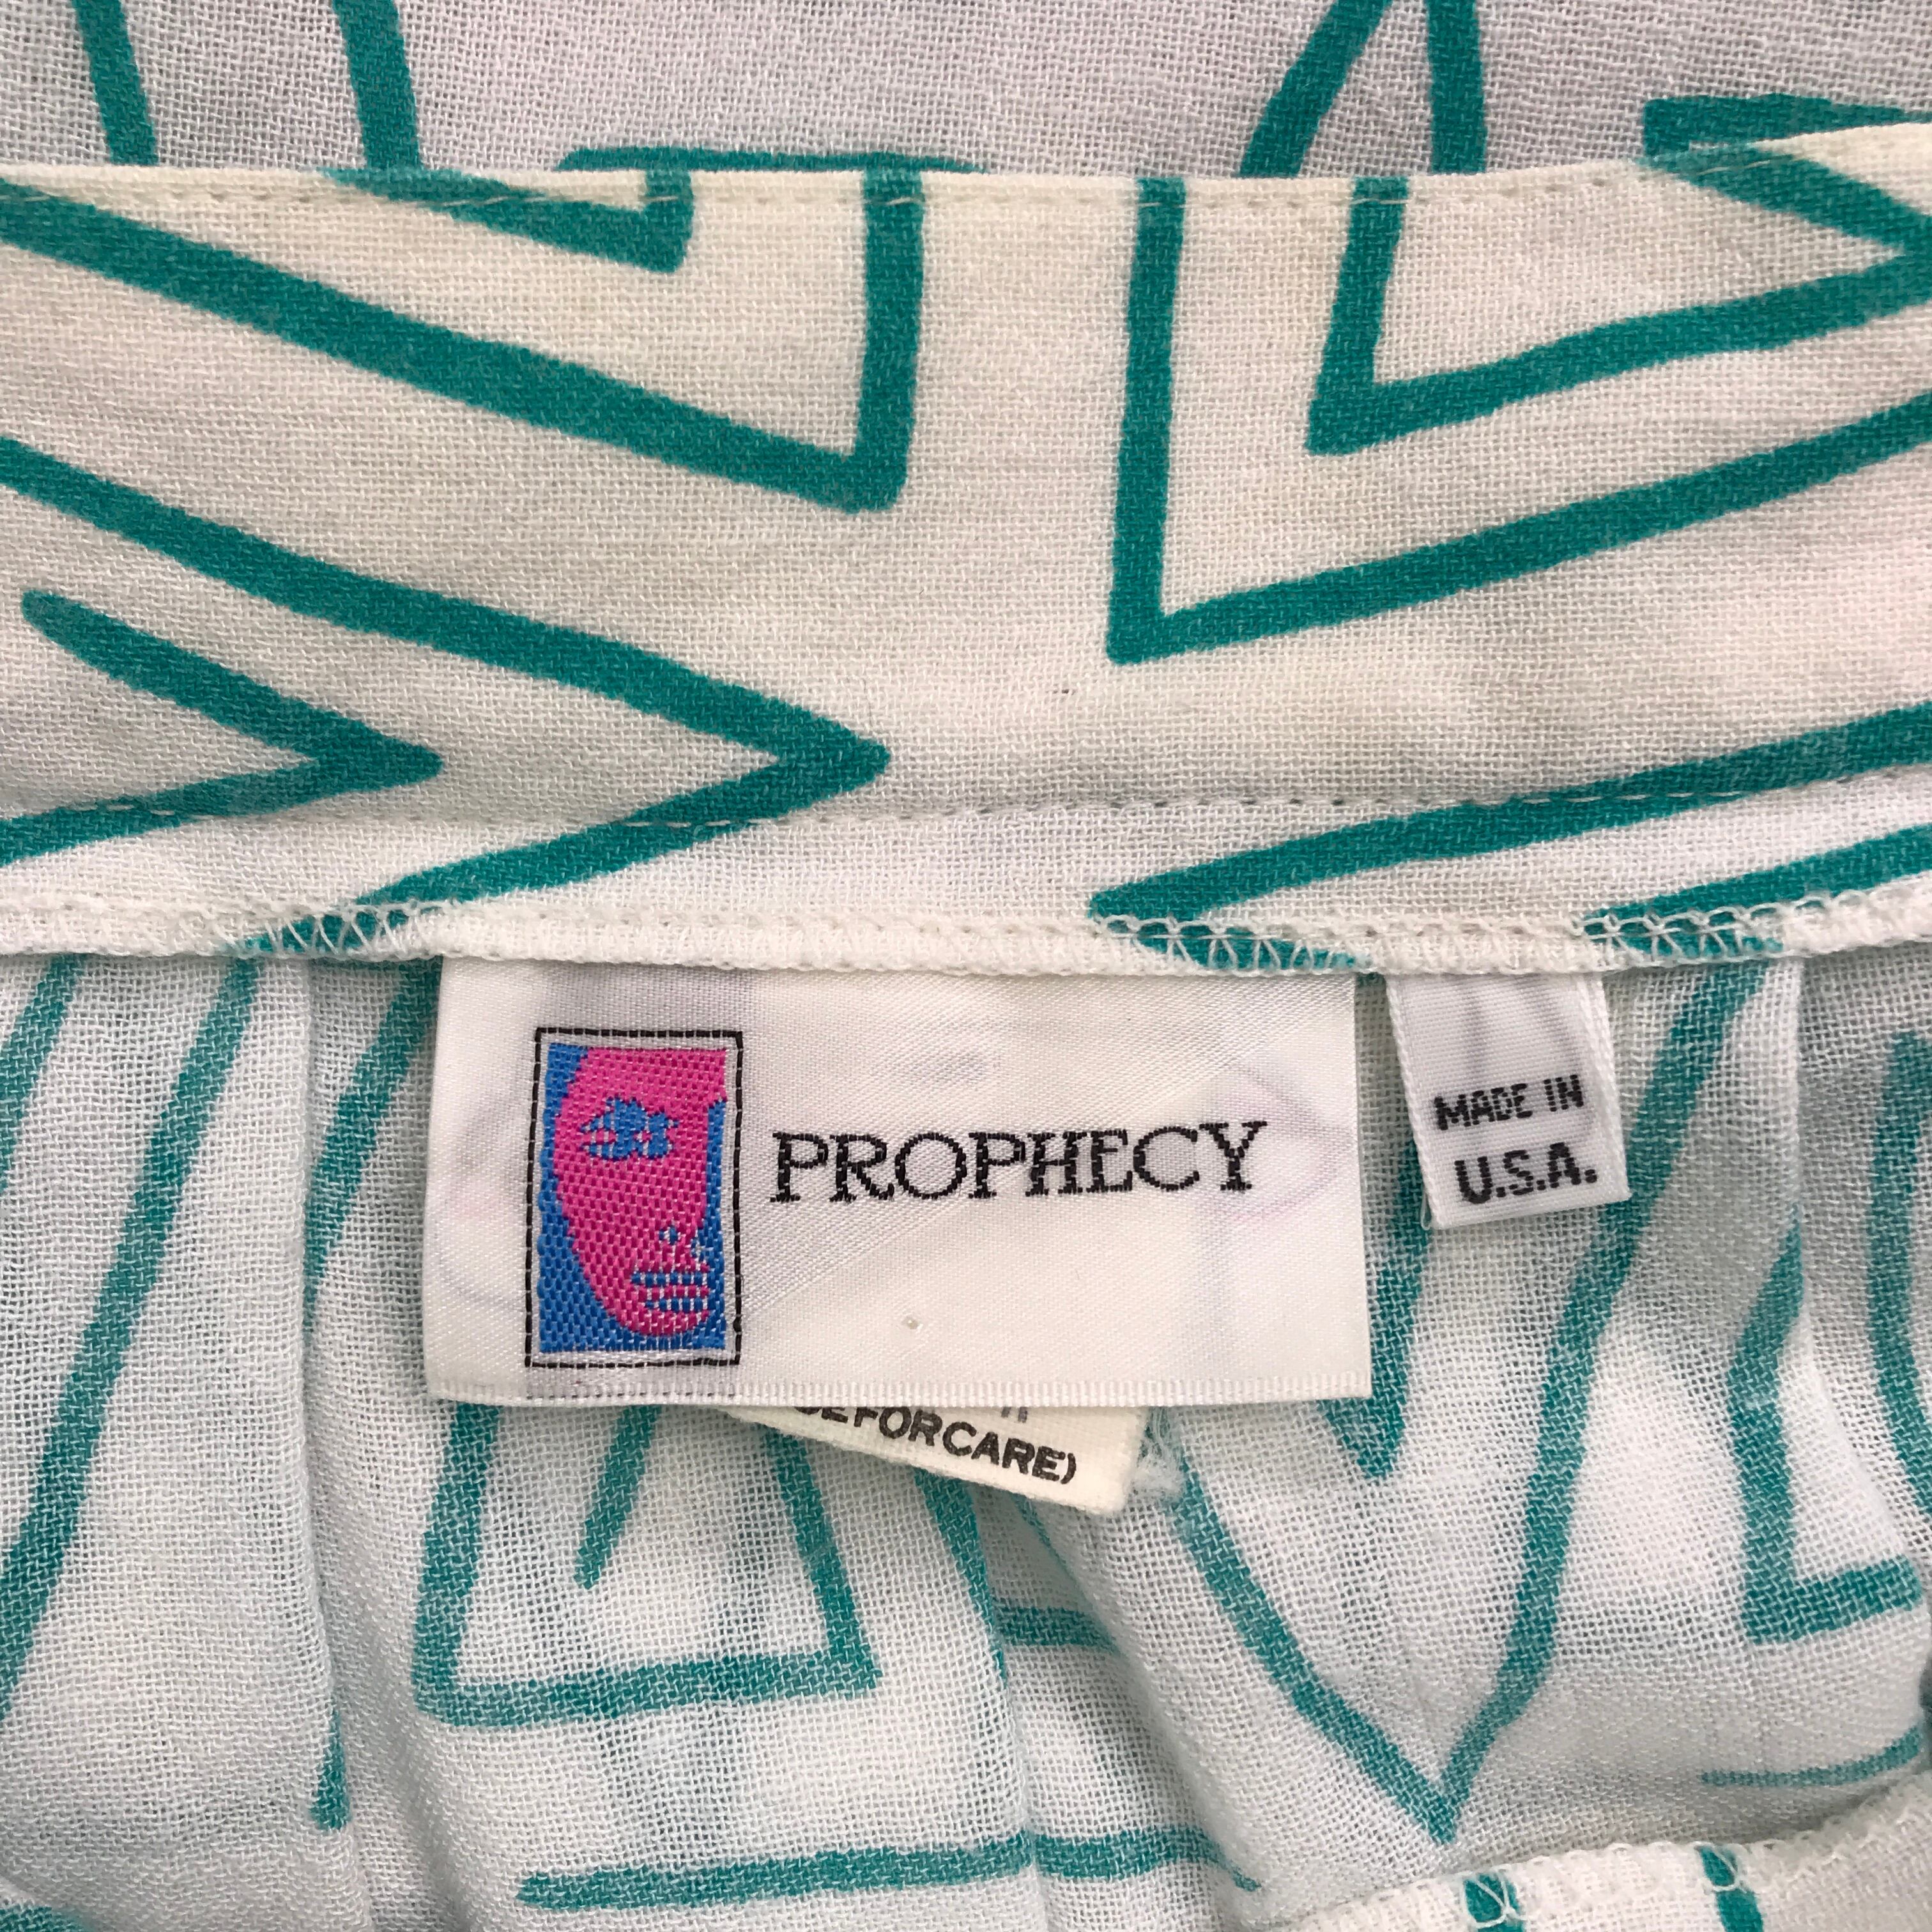 PROPHECY
MADE IN
U.S.A.
FOR CARE)